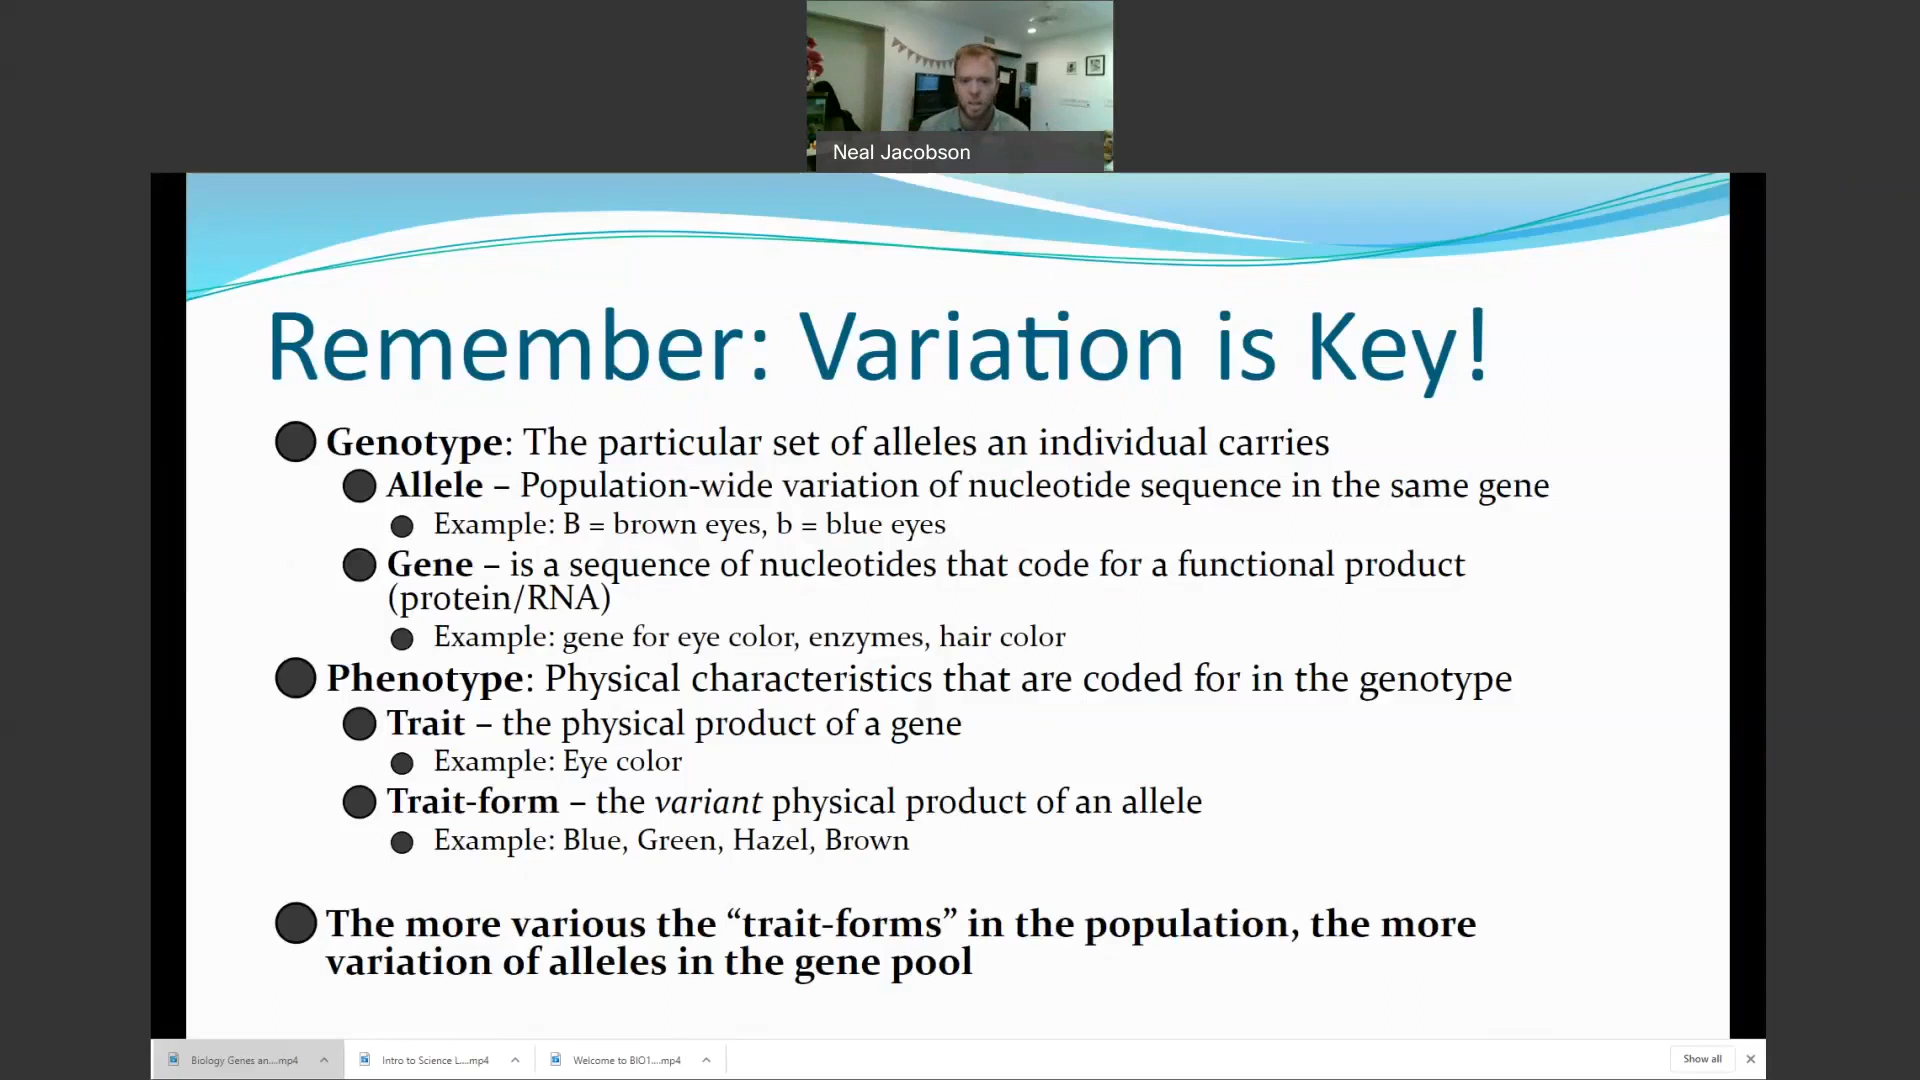 Neal Jacobson
Remember: Variation is Key!
Genotype: The particular set of alleles an individual carries
Allele – Population-wide variation of nucleotide sequence in the same gene
Example: B = brown eyes, b = blue eyes
Gene – is a sequence of nucleotides that code for a functional product
(protein/RNA)
Example: gene for eye color, enzymes, hair color
Phenotype: Physical characteristics that are coded for in the genotype
Trait – the physical product of a gene
Example: Eye color
Trait-form – the variant physical product of an allele
Example: Blue, Green, Hazel, Brown
The more various the “trait-forms” in the population, the more
variation of alleles in the gene pool
Biology Genes an....mp4
Intro to Science L....mp4
Welcome to BIO1....mp4
Show all